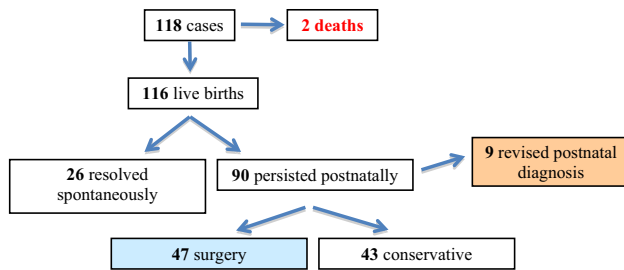 118 cases
2 deaths
116 live births
26 resolved
spontaneously
90 persisted postnatally
9 revised postnatal
diagnosis
47 surgery
43 conservative